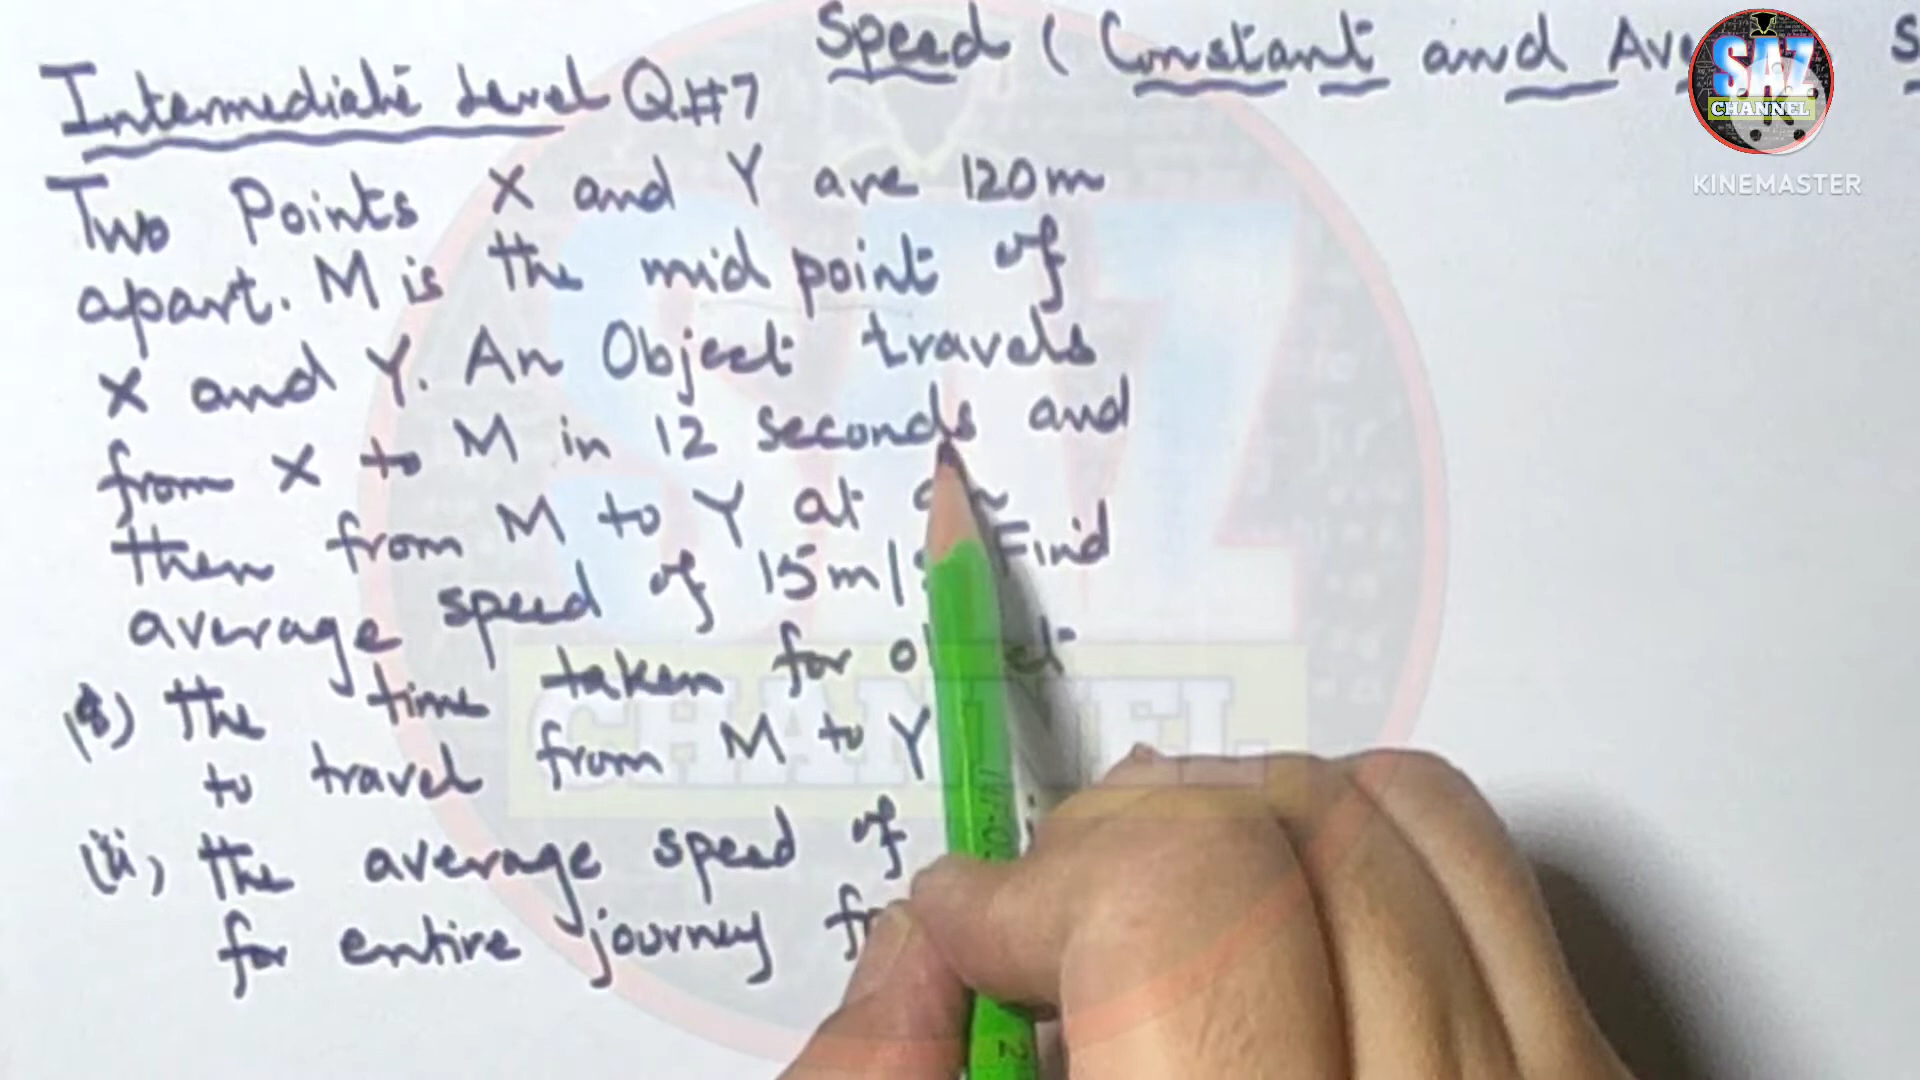 Speed ( Constant and Ave
Intermediate Level Q#7
Two Points X and Y are 120m
apart. M is the mid point of
X and Y. An Object travels
from X to M in 12 seconds and
then from M to Y at
average speed of 15m/ Find
the time taken for
to travel from M to Y
(ii) the average speed of
for entire journey
SAZ
CHANNEL
KINEMASTER